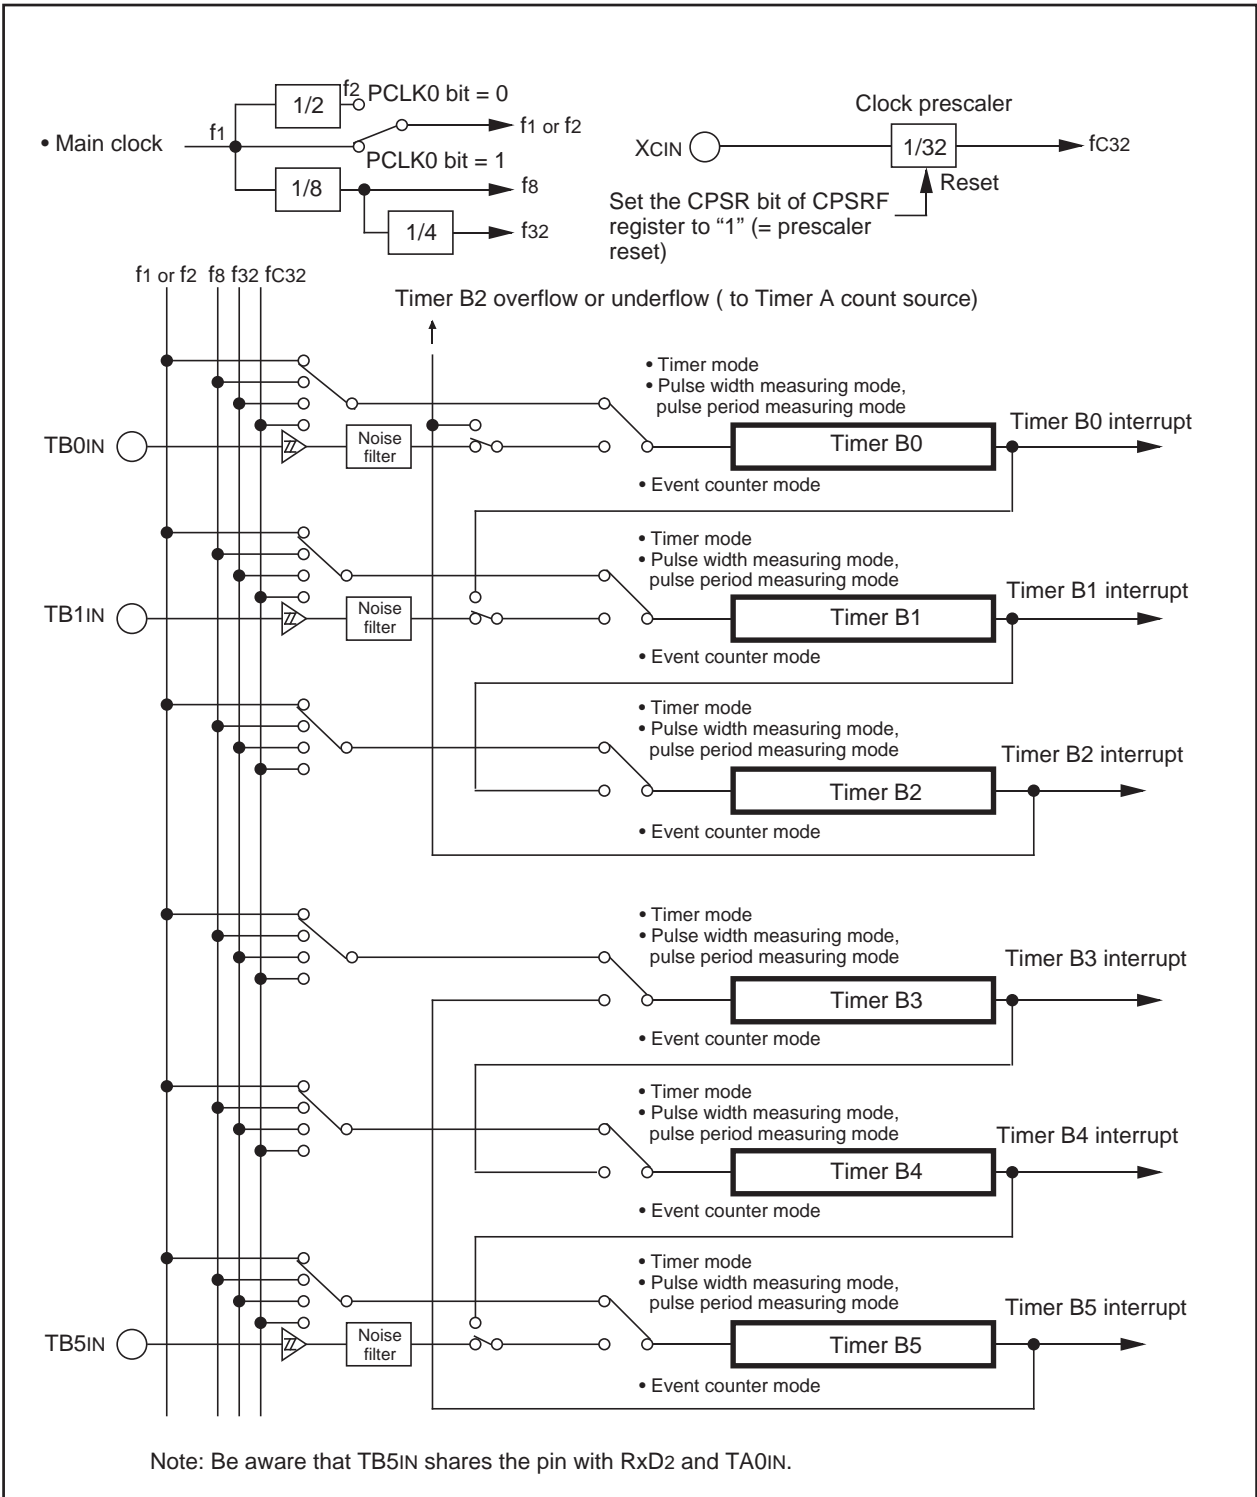 1/2
f2
PCLK0 bit = 0
• Main clock
f1
f1 or f2
PCLK0 bit = 1
1/8
f8
1/4
f32
Clock prescaler
XCIN
1/32
fC32
Reset
Set the CPSR bit of CPSRF
register to “1” (= prescaler
reset)
f1 or f2 f8 f32 fC32
Timer B2 overflow or underflow ( to Timer A count source)
• Timer mode
• Pulse width measuring mode,
pulse period measuring mode
TB0IN
Noise
filter
Timer B0
Timer B0 interrupt
• Event counter mode
• Timer mode
• Pulse width measuring mode,
pulse period measuring mode
TB1IN
Noise
filter
Timer B1
Timer B1 interrupt
• Event counter mode
• Timer mode
• Pulse width measuring mode,
pulse period measuring mode
Timer B2
Timer B2 interrupt
• Event counter mode
• Timer mode
• Pulse width measuring mode,
pulse period measuring mode
Timer B3
Timer B3 interrupt
• Event counter mode
• Timer mode
• Pulse width measuring mode,
pulse period measuring mode
Timer B4
Timer B4 interrupt
• Event counter mode
• Timer mode
• Pulse width measuring mode,
pulse period measuring mode
TB5IN
Noise
filter
Timer B5
Timer B5 interrupt
• Event counter mode
Note: Be aware that TB5IN shares the pin with RxD2 and TA0IN.